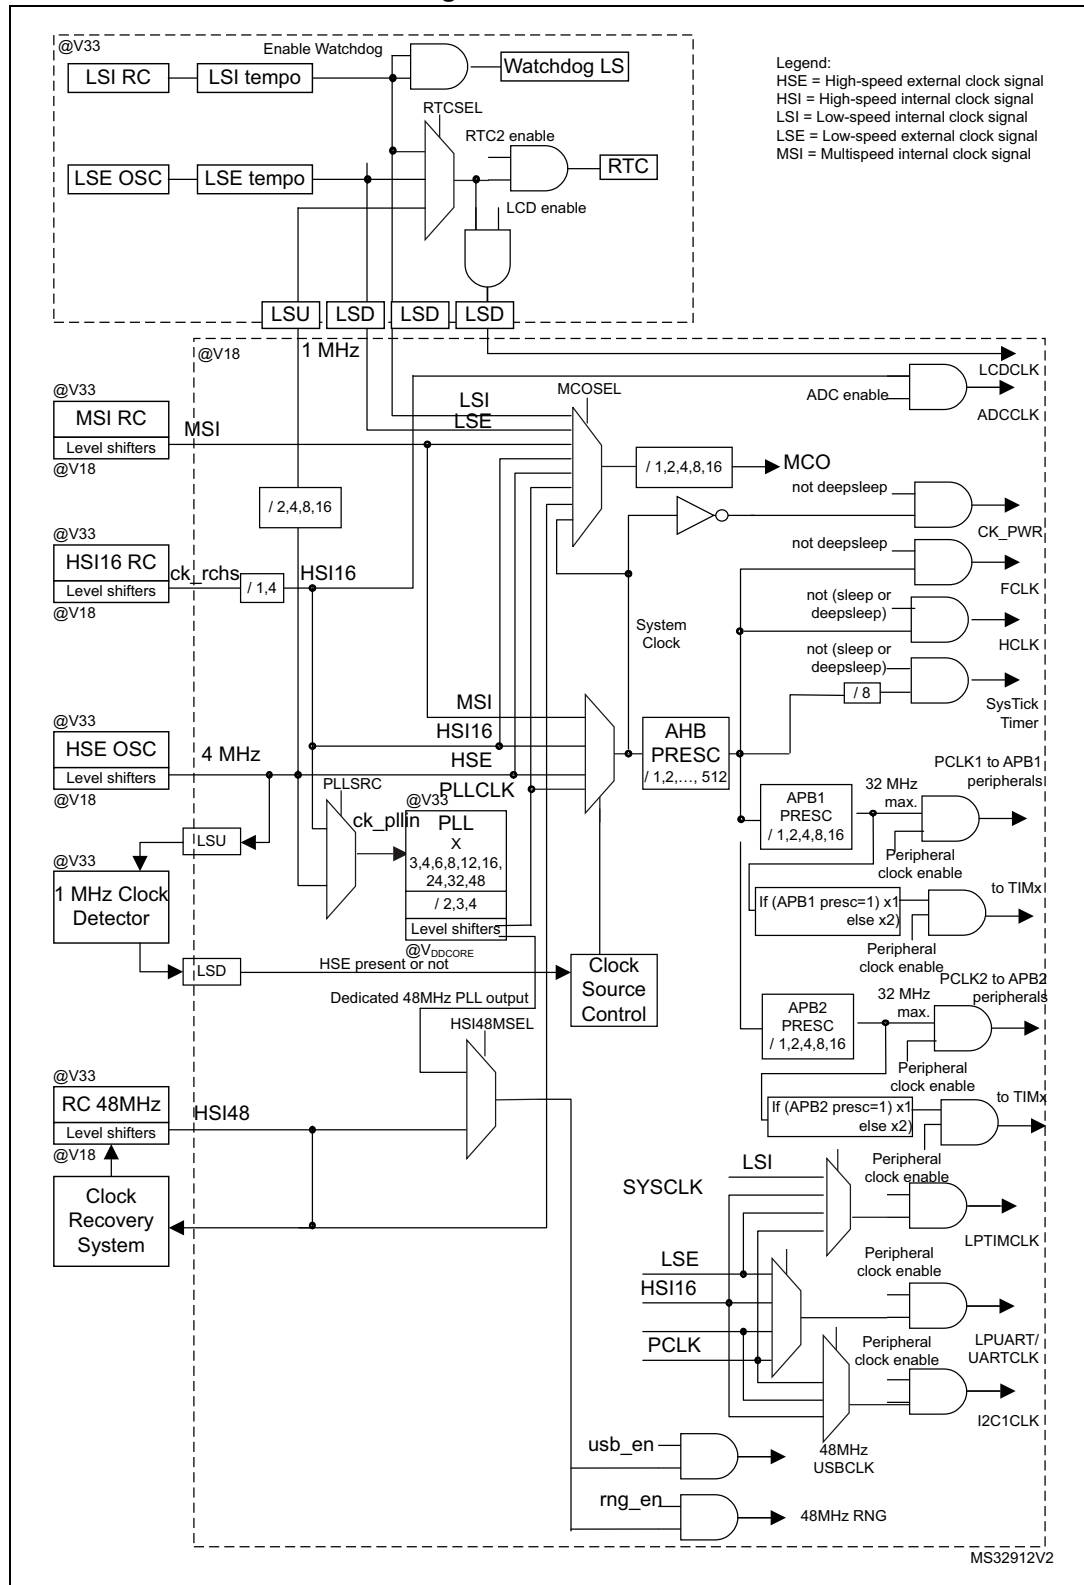 @V33
Enable Watchdog
LSI RC
LSI tempo
Watchdog LS
Legend:
HSE = High-speed external clock signal
HSI = High-speed internal clock signal
LSI = Low-speed internal clock signal
LSE = Low-speed external clock signal
MSI = Multispeed internal clock signal
RTCSEL
RTC2 enable
LSE OSC
LSE tempo
RTC
LCD enable
LSU
LSD
LSD
LSD
@V18
1 MHz
LCDCLK
@V33
MSI RC
Level shifters
@V18
MSI
LSI
LSE
MCOSEL
ADC enable
ADCCLK
/ 1,2,4,8,16
MCO
/ 2,4,8,16
not deepsleep
CK_PWR
@V33
HSI16 RC
Level shifters
@V18
ck_rchs
/ 1,4
HSI16
not deepsleep
FCLK
not (sleep or
deepsleep)
HCLK
System
Clock
not (sleep or
deepsleep)
/ 8
SysTick
Timer
MSI
HSI16
HSE
PLLCLK
@V33
HSE OSC
Level shifters
@V18
4 MHz
AHB
PRESC
/ 1,2,..., 512
PLLSRC
ck_pllin
@V33
PLL
X
3,4,6,8,12,16,
24,32,48
/ 2,3,4
Level shifters
@VDDCORE
PCLK1 to APB1
peripherals
32 MHz
max.
APB1
PRESC
/ 1,2,4,8,16
Peripheral
clock enable
LSU
@V33
1 MHz Clock
Detector
LSD
HSE present or not
Clock
Source
Control
If (APB1 presc=1) x1
else x2)
to TIMx
Peripheral
clock enable
Dedicated 48MHz PLL output
HSI48MSEL
PCLK2 to APB2
peripherals
32 MHz
max.
APB2
PRESC
/ 1,2,4,8,16
Peripheral
clock enable
@V33
RC 48MHz
Level shifters
@V18
HSI48
If (APB2 presc=1) x1
else x2)
to TIMx
Peripheral
clock enable
Clock
Recovery
System
LSI
SYSCLK
LPTIMCLK
LSE
HSI16
PCLK
Peripheral
clock enable
LPUART/
UARTCLK
Peripheral
clock enable
I2C1CLK
usb_en
48MHz
USBCLK
rng_en
48MHz RNG
MS32912V2